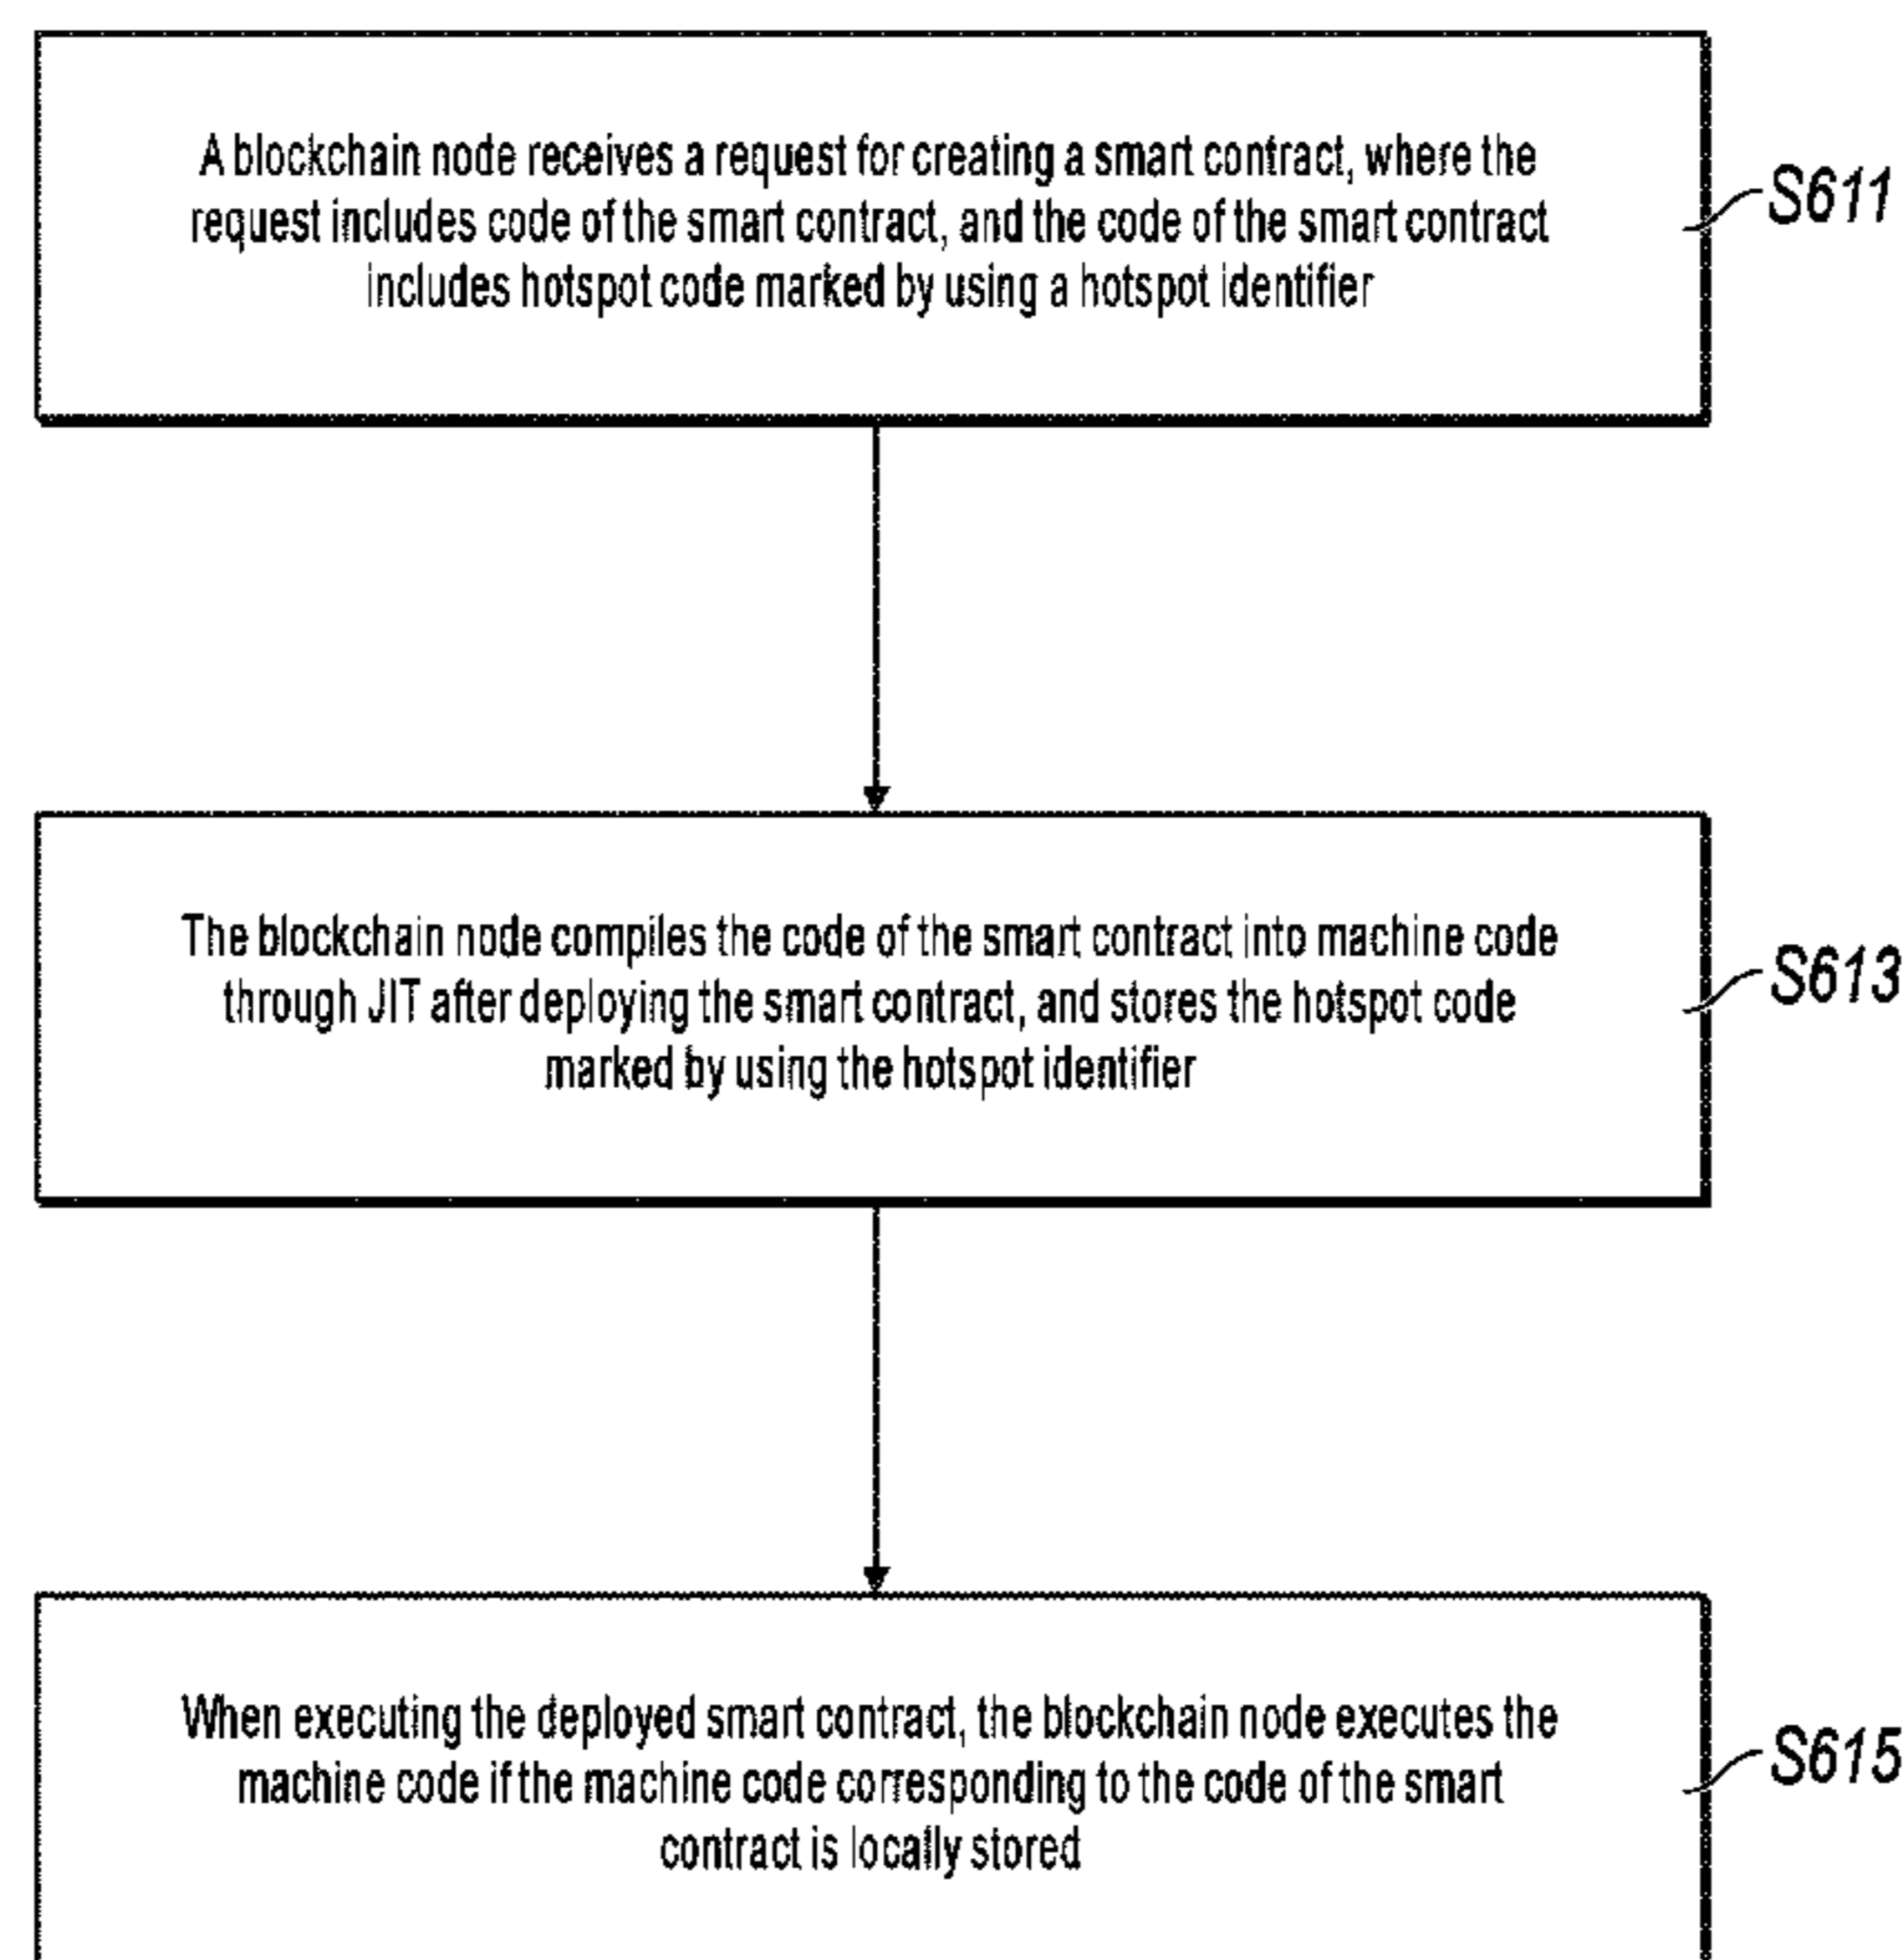 A blockchain node receives a request for creating a smart contract, where the
request includes code of the smart contract, and the code of the smart contract
includes hotspot code marked by using a hotspot identifier
S611
The blockchain node compiles the code of the smart contract into machine code
through JIT after deploying the smart contract, and stores the hotspot code
marked by using the hotspot identifier
S613
When executing the deployed smart contract, the blockchain node executes the
machine code if the machine code corresponding to the code of the smart
contract is locally stored
S615